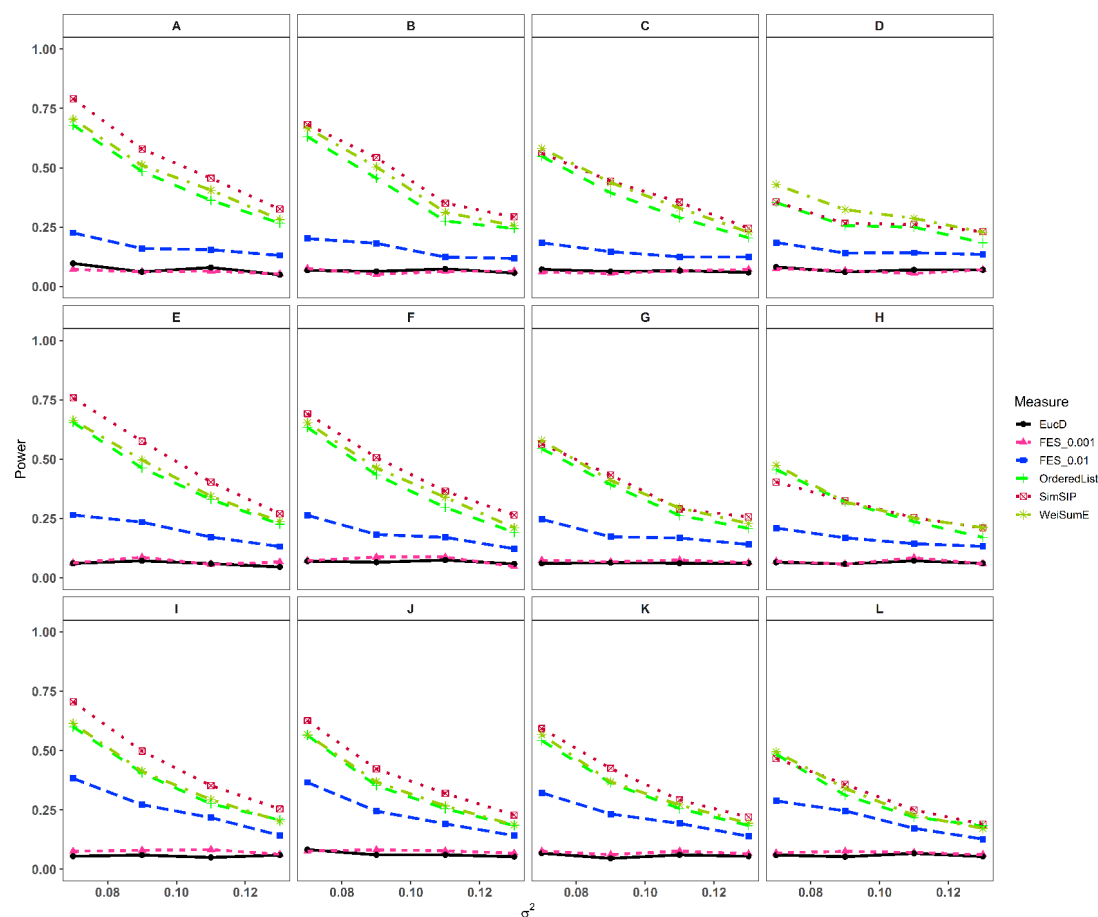 A B C D
1.00
0.75
0.50
0.25
0.00
E F G H
1.00
0.75
0.50
0.25
0.00
I J K L
1.00
0.75
0.50
0.25
0.00
0.08 0.10 0.12 0.08 0.10 0.12 0.08 0.10 0.12 0.08 0.10 0.12
σ²
Power
Measure
EucD
FES_0.001
FES_0.01
OrderedList
SimSIP
WeiSumE